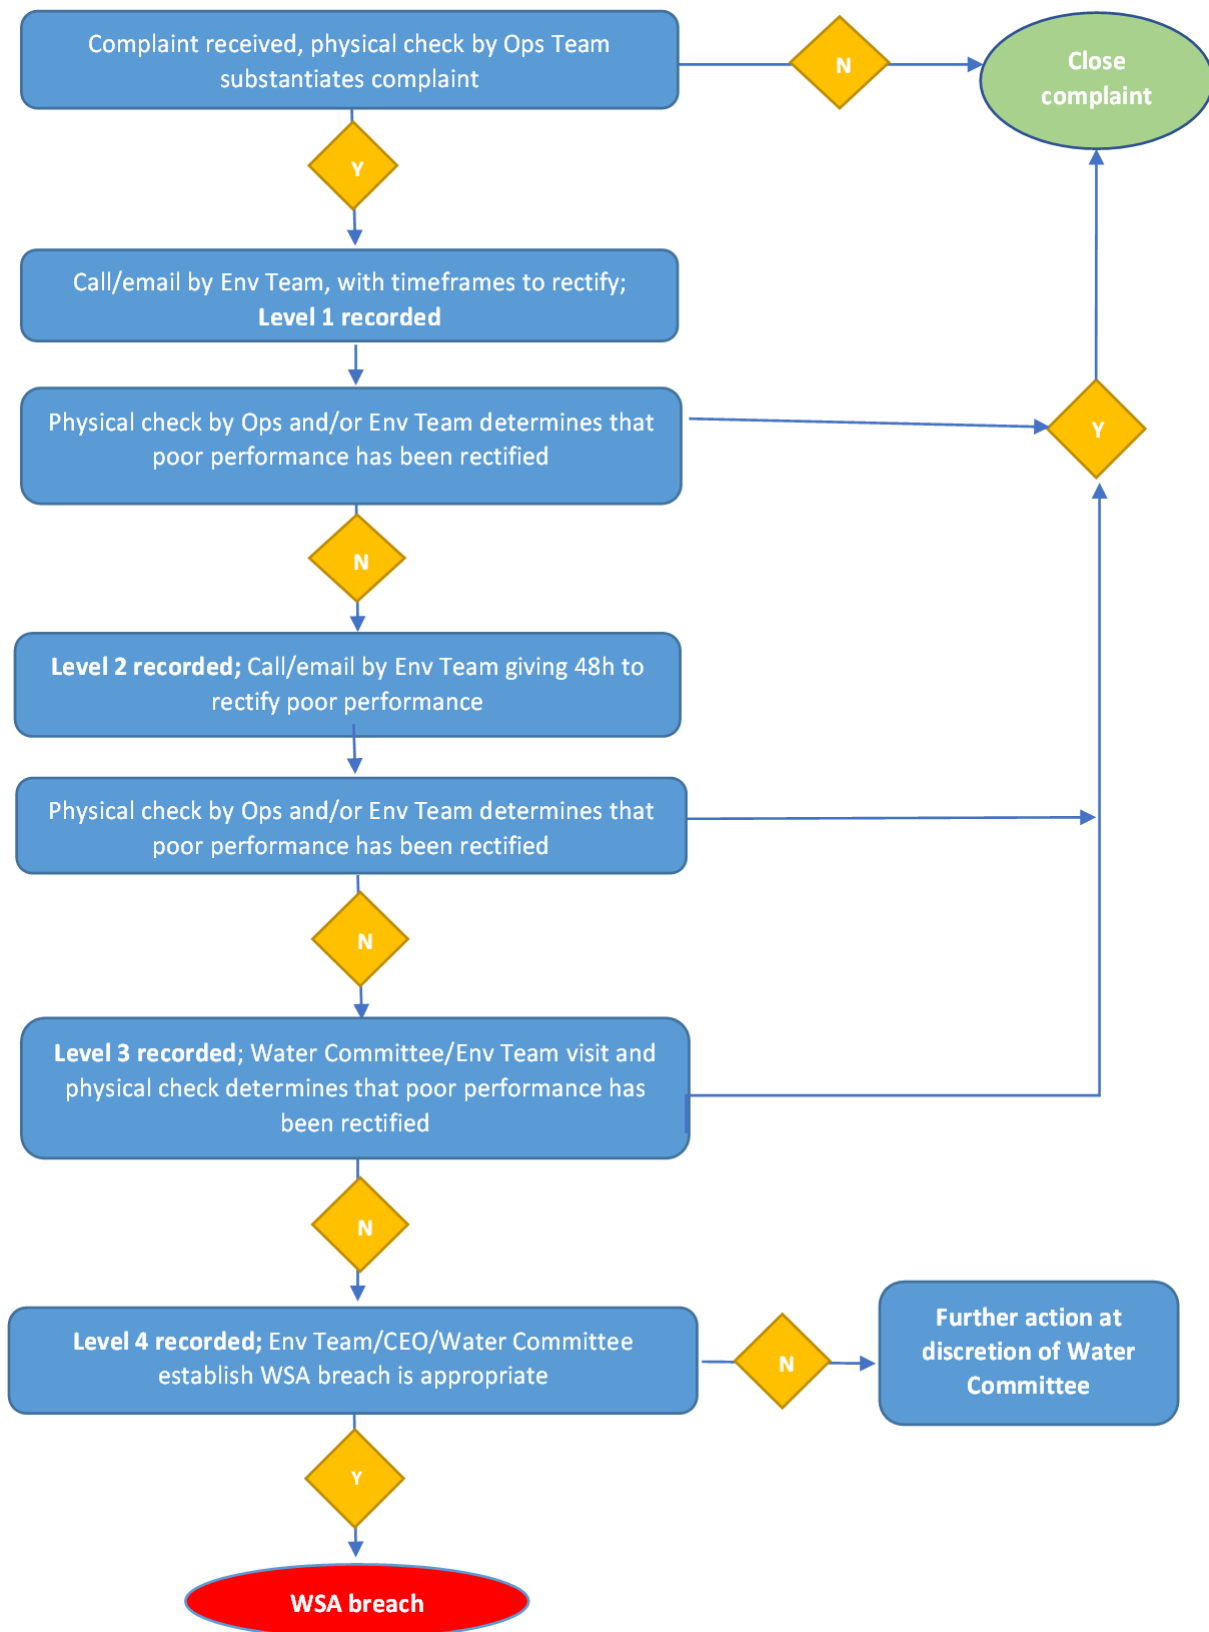 Complaint received, physical check by Ops Team
substantiates complaint
N
Close
complaint
Y
Call/email by Env Team, with timeframes to rectify;
Level 1 recorded
Physical check by Ops and/or Env Team determines that
poor performance has been rectified
Y
N
Level 2 recorded; Call/email by Env Team giving 48h to
rectify poor performance
Physical check by Ops and/or Env Team determines that
poor performance has been rectified
N
Level 3 recorded; Water Committee/Env Team visit and
physical check determines that poor performance has
been rectified
N
Level 4 recorded; Env Team/CEO/Water Committee
establish WSA breach is appropriate
N
Further action at
discretion of Water
Committee
Y
WSA breach